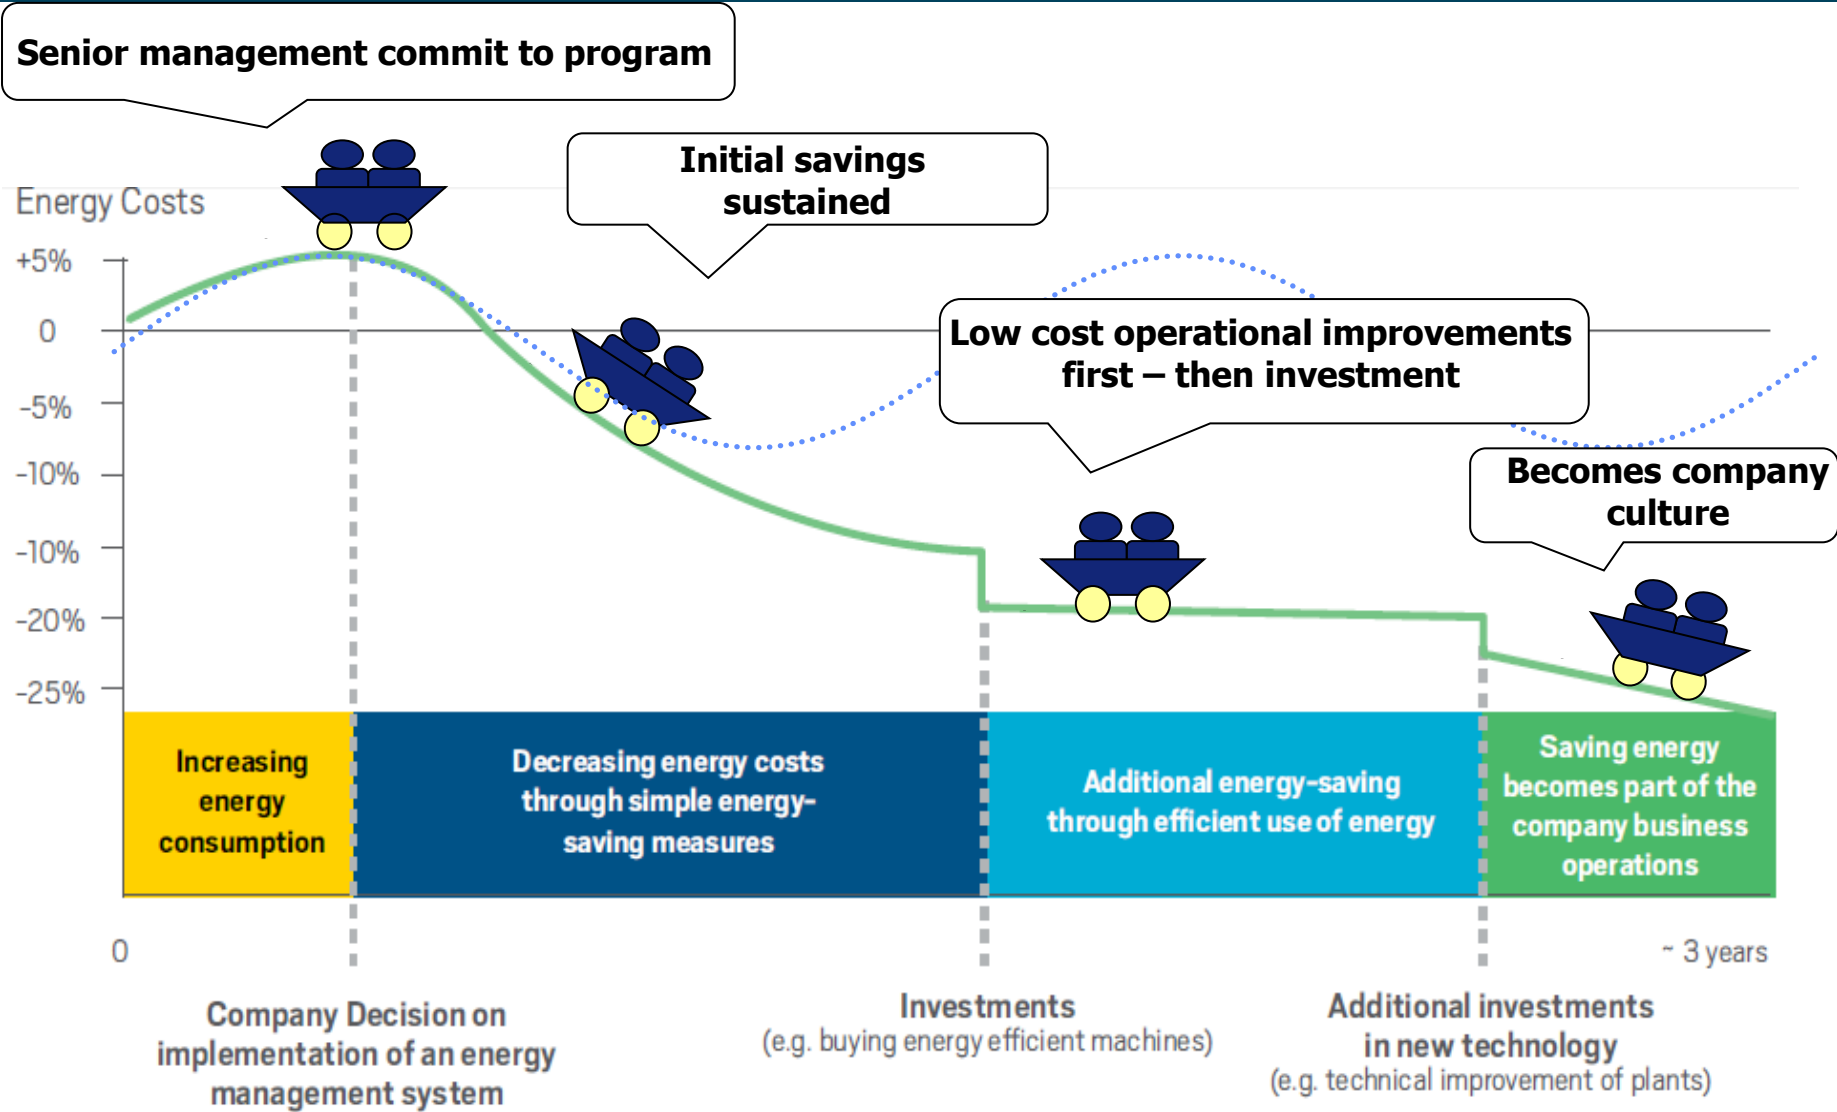 Senior management commit to program
Initial savings
sustained
Energy Costs
+5%
0
-5%
-10%
-10%
-20%
-25%
Low cost operational improvements
first – then investment
Becomes company
culture
Increasing
energy
consumption
Decreasing energy costs
through simple energy-
saving measures
Additional energy-saving
through efficient use of energy
Saving energy
becomes part of the
company business
operations
0
~ 3 years
Company Decision on
implementation of an energy
management system
Investments
(e.g. buying energy efficient machines)
Additional investments
in new technology
(e.g. technical improvement of plants)